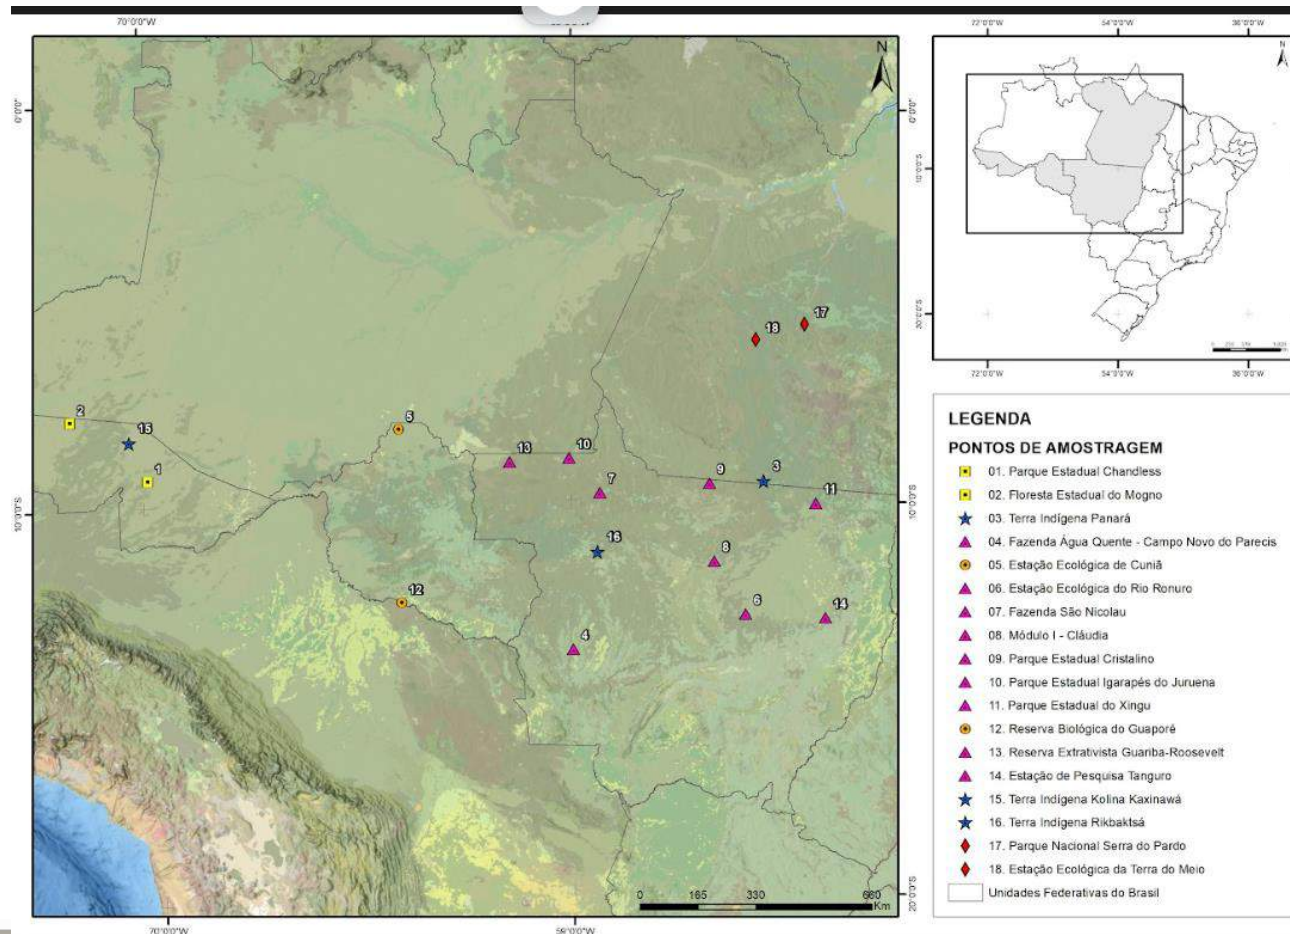 70°0'0"W
N
0°0'0"
10°0'0"S
20°0'0"S
2
15
1
5
13
10
7
9
3
11
16
8
6
14
12
4
18
17
0 165 330 660
Km
70°0'0"W
72°0'0"W 54°0'0"W 36°0'0"W
N
0°0'0"
10°0'0"S
20°0'0"S
72°0'0"W 54°0'0"W 36°0'0"W
LEGENDA
PONTOS DE AMOSTRAGEM
01. Parque Estadual Chandless
02. Floresta Estadual do Mogno
03. Terra Indígena Panará
04. Fazenda Água Quente - Campo Novo do Parecis
05. Estação Ecológica de Cuniã
06. Estação Ecológica do Rio Ronuro
07. Fazenda São Nicolau
08. Módulo I - Cláudia
09. Parque Estadual Cristalino
10. Parque Estadual Igarapés do Juruena
11. Parque Estadual do Xingu
12. Reserva Biológica do Guaporé
13. Reserva Extrativista Guariba-Roosevelt
14. Estação de Pesquisa Tanguro
15. Terra Indígena Kolina Kaxinawá
16. Terra Indígena Rikbaktsá
17. Parque Nacional Serra do Pardo
18. Estação Ecológica da Terra do Meio
Unidades Federativas do Brasil